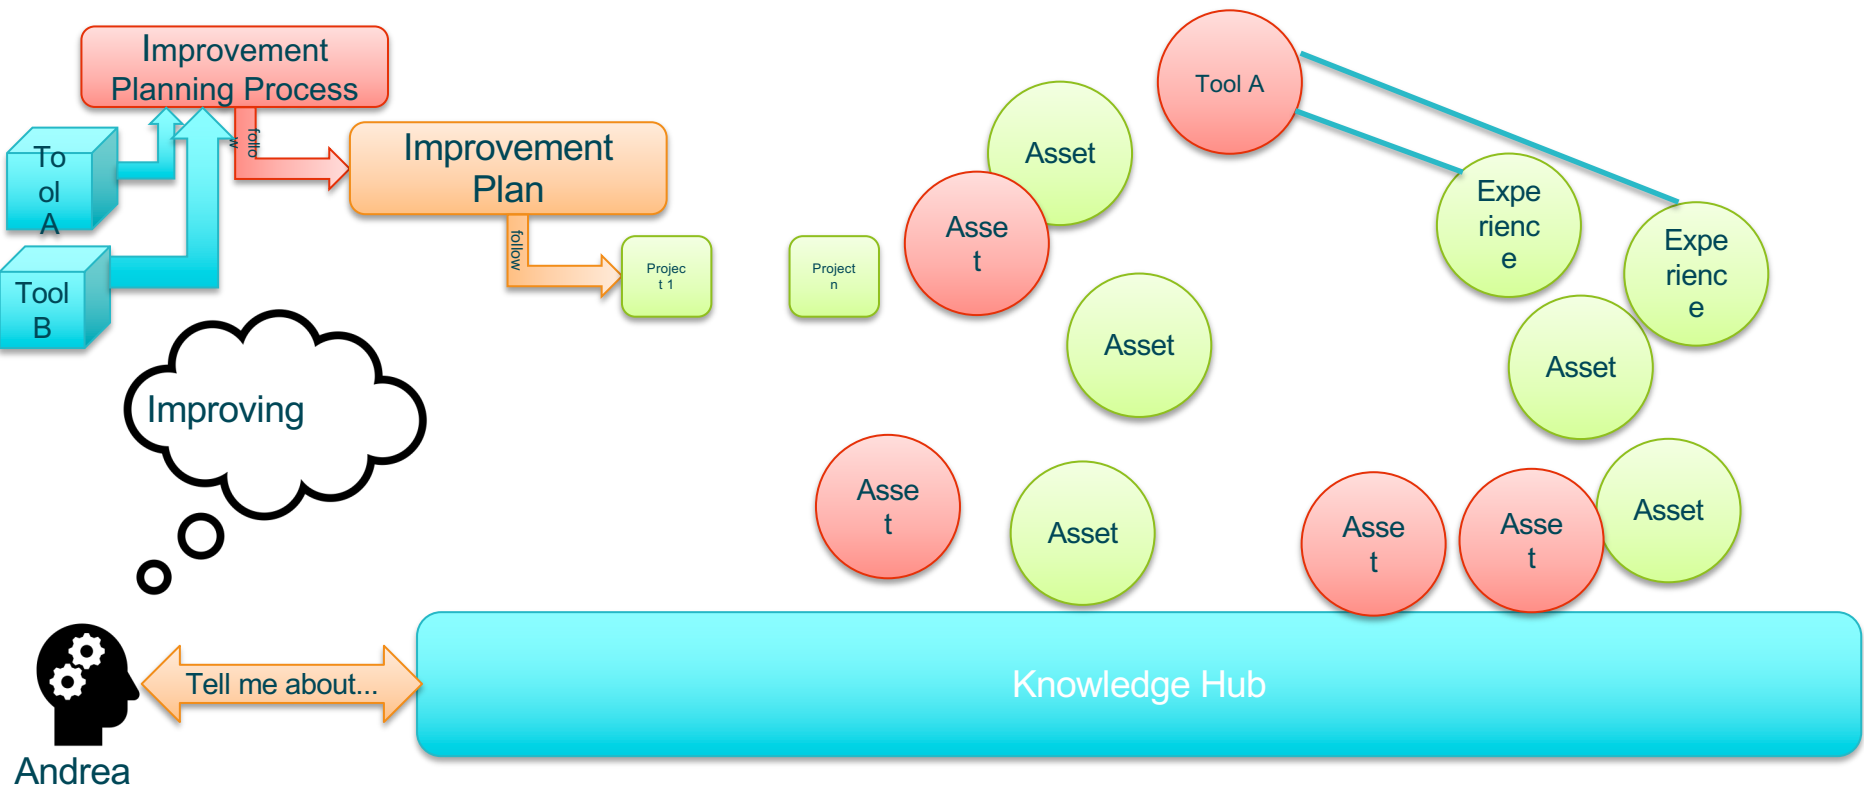 Improvement
Planning Process
To
ol
A
Tool
B
follo
w
Improvement
Plan
follow
Projec
t 1
Project
n
Asset
Asse
t
Asset
Tool A
Expe
rienc
e
Expe
rienc
e
Asset
Improving
Asse
t
Asset
Asse
t
Asse
t
Asset
Tell me about...
Knowledge Hub
Andrea